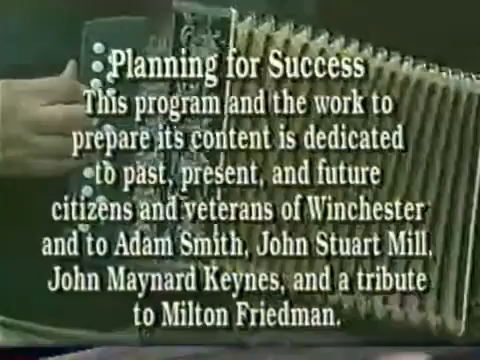 Planning for Success
This program and the work to
prepare its content is dedicated
to past, present, and future
citizens and veterans of Winchester
and to Adam Smith, John Stuart Mill,
John Maynard Keynes, and a tribute
to Milton Friedman.